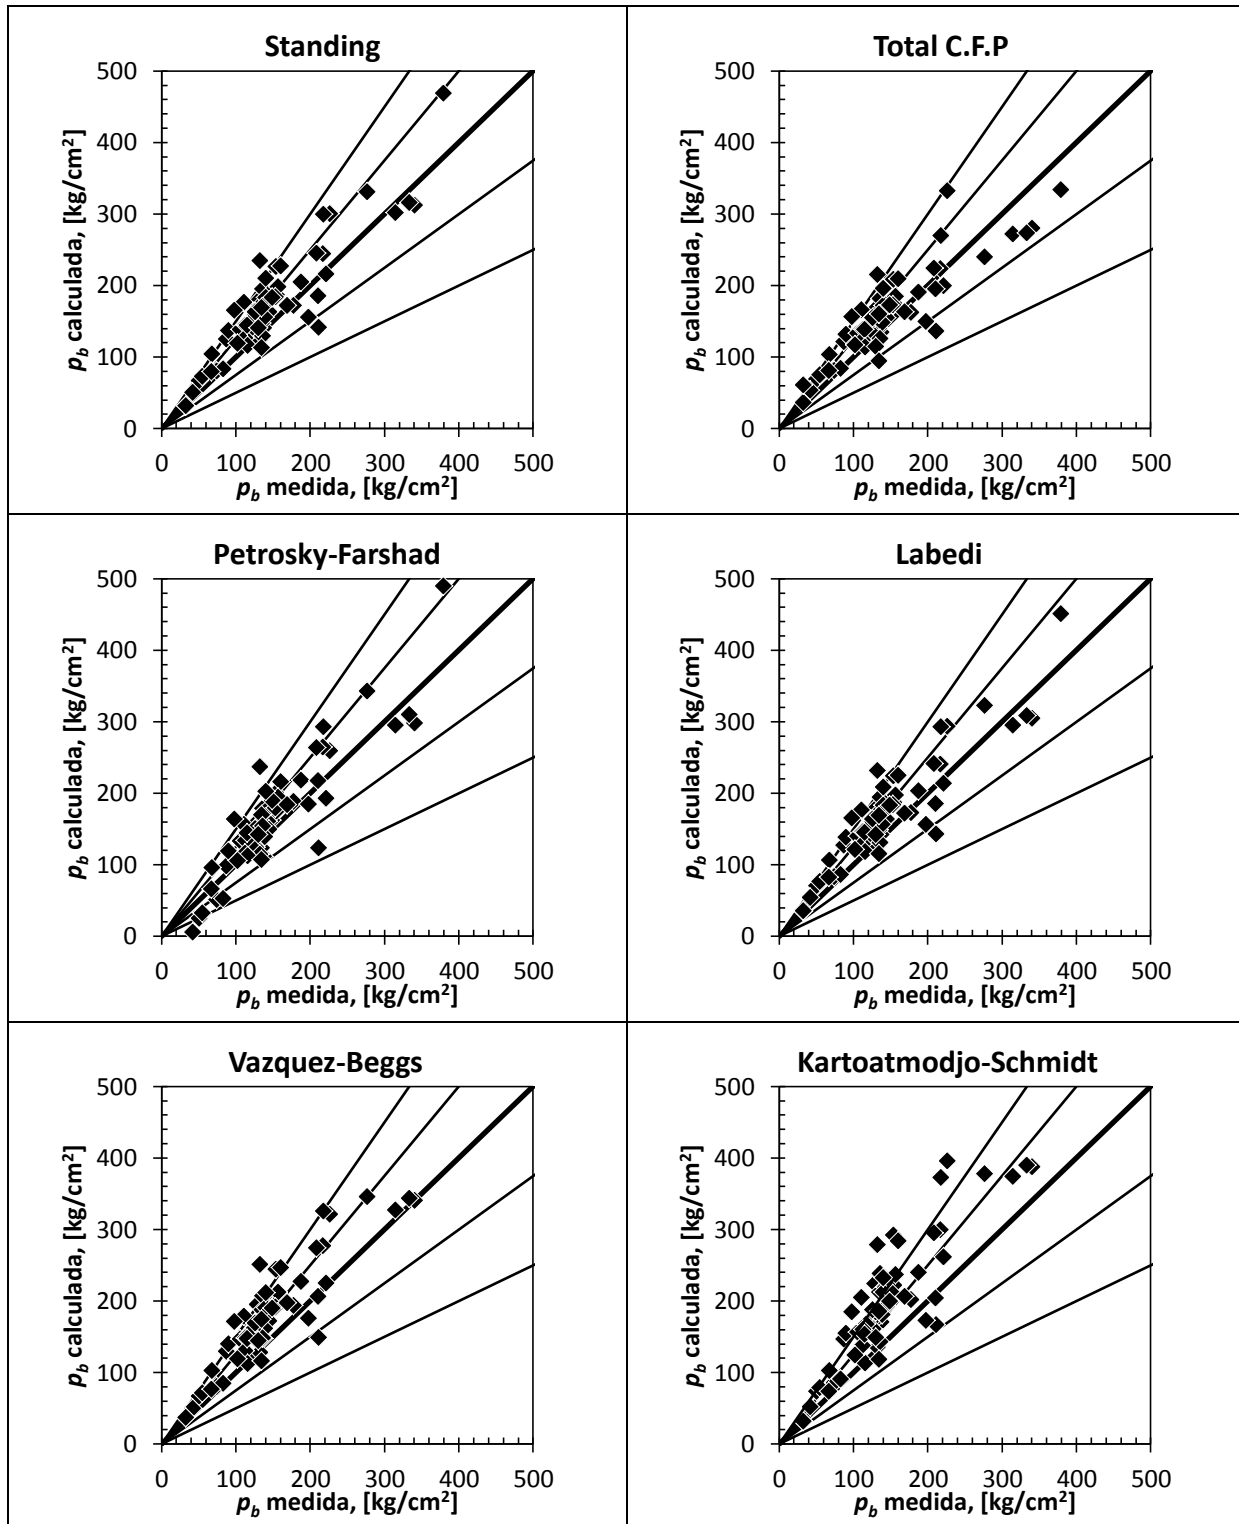 Standing
500
400
300
200
100
0
p_b calculada, [kg/cm²]
0 100 200 300 400 500
p_b medida, [kg/cm²]
Total C.F.P
500
400
300
200
100
0
p_b calculada, [kg/cm²]
0 100 200 300 400 500
p_b medida, [kg/cm²]
Petrosky-Farshad
500
400
300
200
100
0
p_b calculada, [kg/cm²]
0 100 200 300 400 500
p_b medida, [kg/cm²]
Labedi
500
400
300
200
100
0
p_b calculada, [kg/cm²]
0 100 200 300 400 500
p_b medida, [kg/cm²]
Vazquez-Beggs
500
400
300
200
100
0
p_b calculada, [kg/cm²]
0 100 200 300 400 500
p_b medida, [kg/cm²]
Kartoatmodjo-Schmidt
500
400
300
200
100
0
p_b calculada, [kg/cm²]
0 100 200 300 400 500
p_b medida, [kg/cm²]